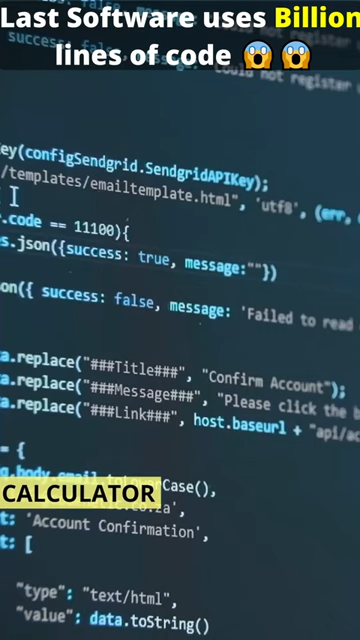 Last Software uses Billion
lines of code 😱 😱
success: false, message: 'Could not register
ey(configSendgrid.SendgridAPIKey);
/templates/emailtemplate.html", 'utf8', (err,
.code == 11100){
s.json({success: true, message:""})
on({ success: false, message: 'Failed to read
a.replace("###Title###", "Confirm Account");
a.replace("###Message###", "Please click the b
a.replace("###Link###", host.baseurl + "api/ac
= {
CALCULATOR
Case(),
t: 'Account Confirmation',
t: [
"type": "text/html",
"value": data.toString()